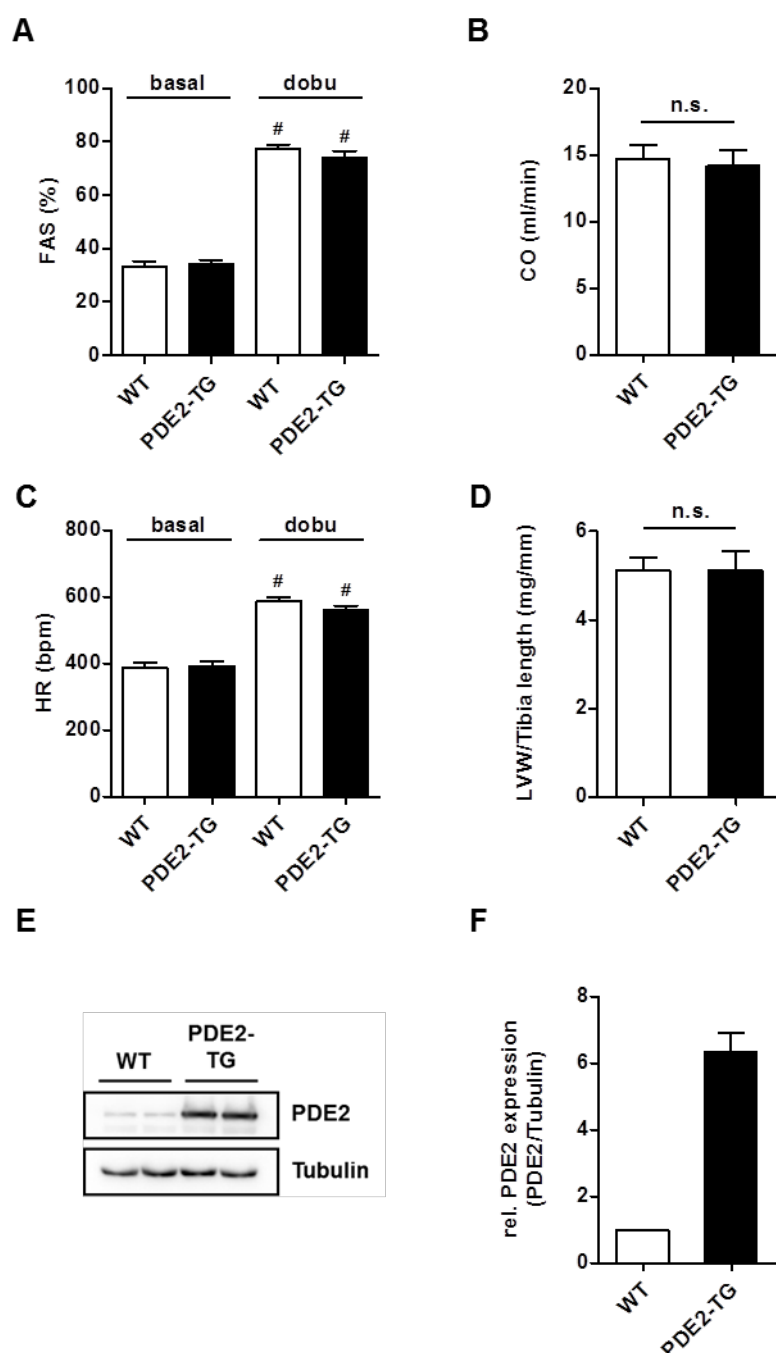 A
basal
dobu
FAS (%)
100
80
60
40
20
0
#
#
WT
PDE2-TG
WT
PDE2-TG
B
n.s.
CO (ml/min)
20
15
10
5
0
WT
PDE2-TG
C
basal
dobu
HR (bpm)
800
600
400
200
0
#
#
WT
PDE2-TG
WT
PDE2-TG
D
n.s.
LVW/Tibia length (mg/mm)
6
4
2
0
WT
PDE2-TG
E
WT
PDE2-
TG
PDE2
Tubulin
F
rel. PDE2 expression
(PDE2/Tubulin)
8
6
4
2
0
WT
PDE2-TG